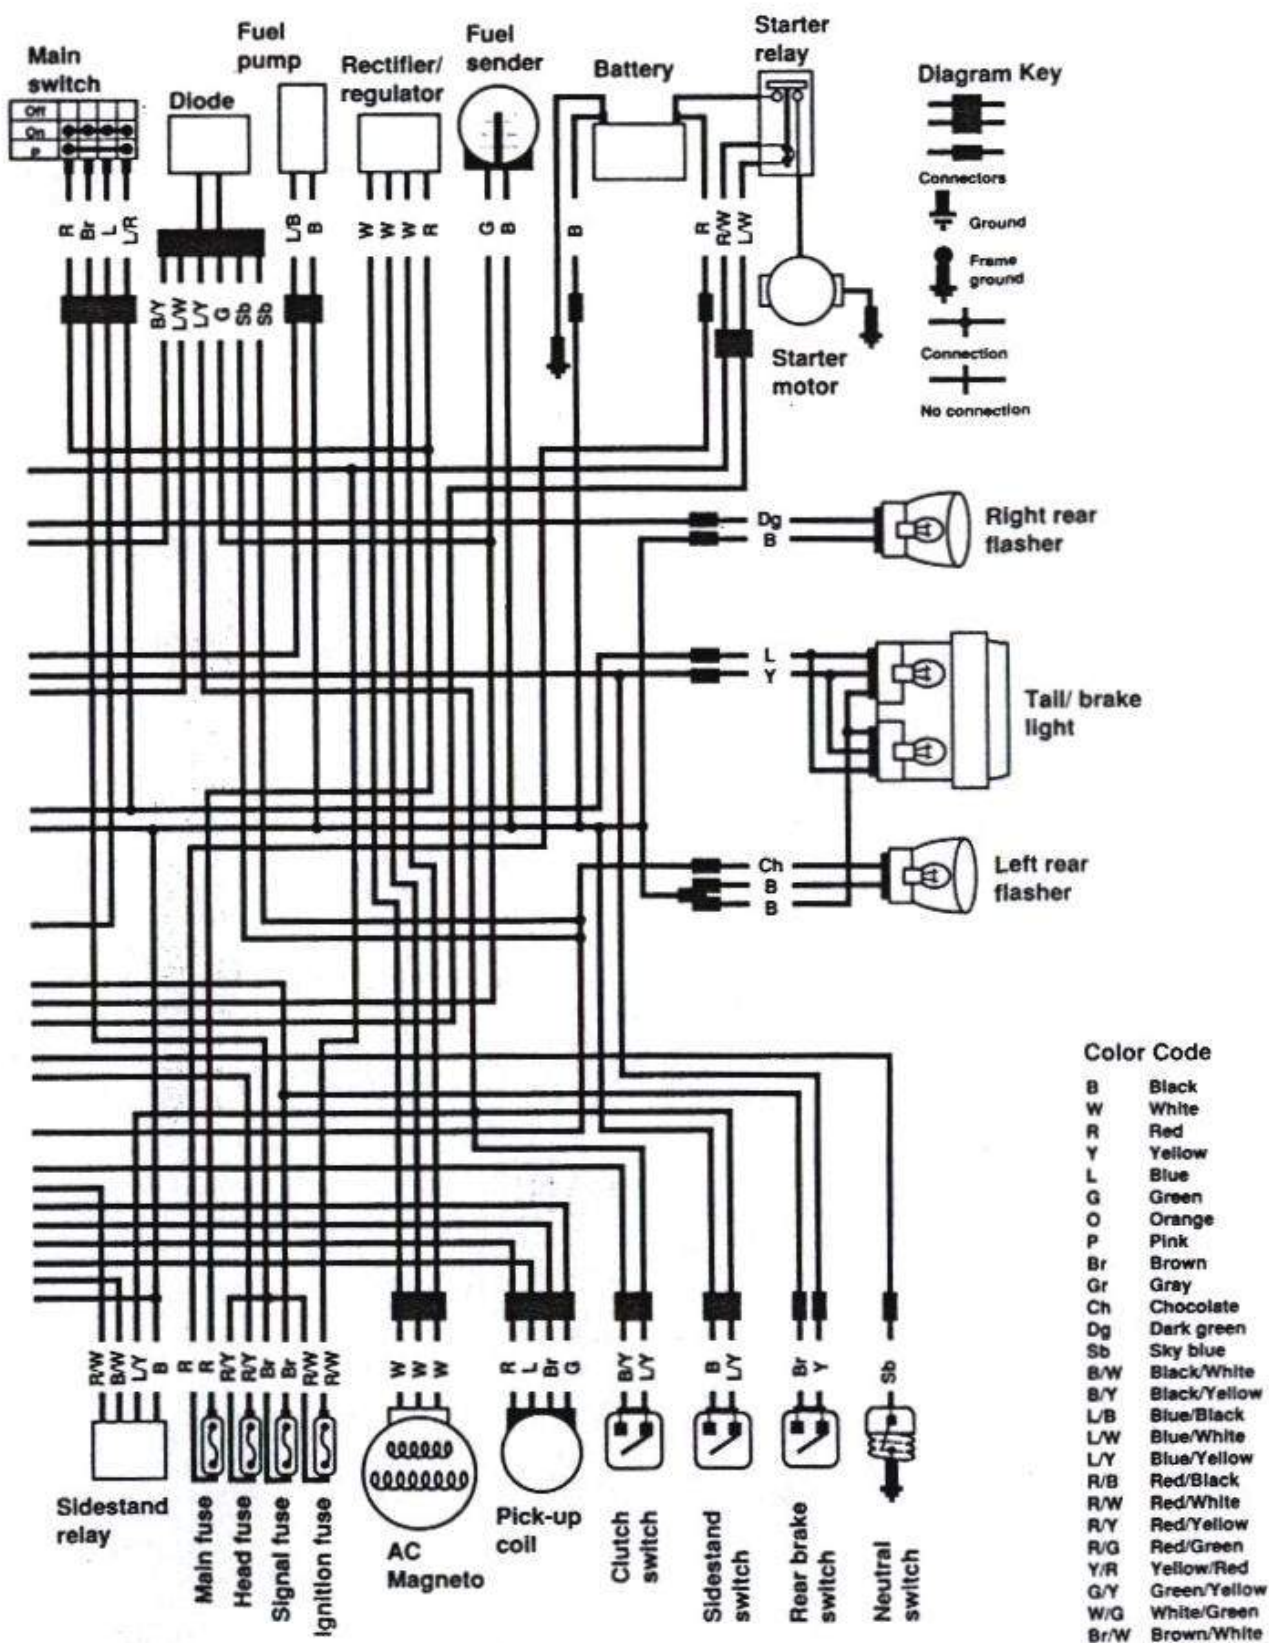 Main
switch
Off
On
P
Diode
Fuel
pump
Rectifier/
regulator
Fuel
sender
Battery
Starter
relay
Diagram Key
Connectors
Ground
Frame
ground
Connection
No connection
R
Br
L
L/R
L/B
B
W
W
W
R
G
B
B
R
R/W
L/W
B/Y
L/W
L/Y
G
Sb
Sb
Starter
motor
Dg
B
Right rear
flasher
L
Y
Tail/ brake
light
Ch
B
B
Left rear
flasher
R/W
B/W
L/Y
B
R
R
R/Y
R/Y
Br
Br
R/W
R/W
W
W
W
R
L
Br
G
B/Y
L/Y
B
L/Y
Br
Y
Sb
Sidestand
relay
Main fuse
Head fuse
Signal fuse
Ignition fuse
AC
Magneto
Pick-up
coil
Clutch
switch
Sidestand
switch
Rear brake
switch
Neutral
switch
Color Code
B Black
W White
R Red
Y Yellow
L Blue
G Green
O Orange
P Pink
Br Brown
Gr Gray
Ch Chocolate
Dg Dark green
Sb Sky blue
B/W Black/White
B/Y Black/Yellow
L/B Blue/Black
L/W Blue/White
L/Y Blue/Yellow
R/B Red/Black
R/W Red/White
R/Y Red/Yellow
R/G Red/Green
Y/R Yellow/Red
G/Y Green/Yellow
W/G White/Green
Br/W Brown/White